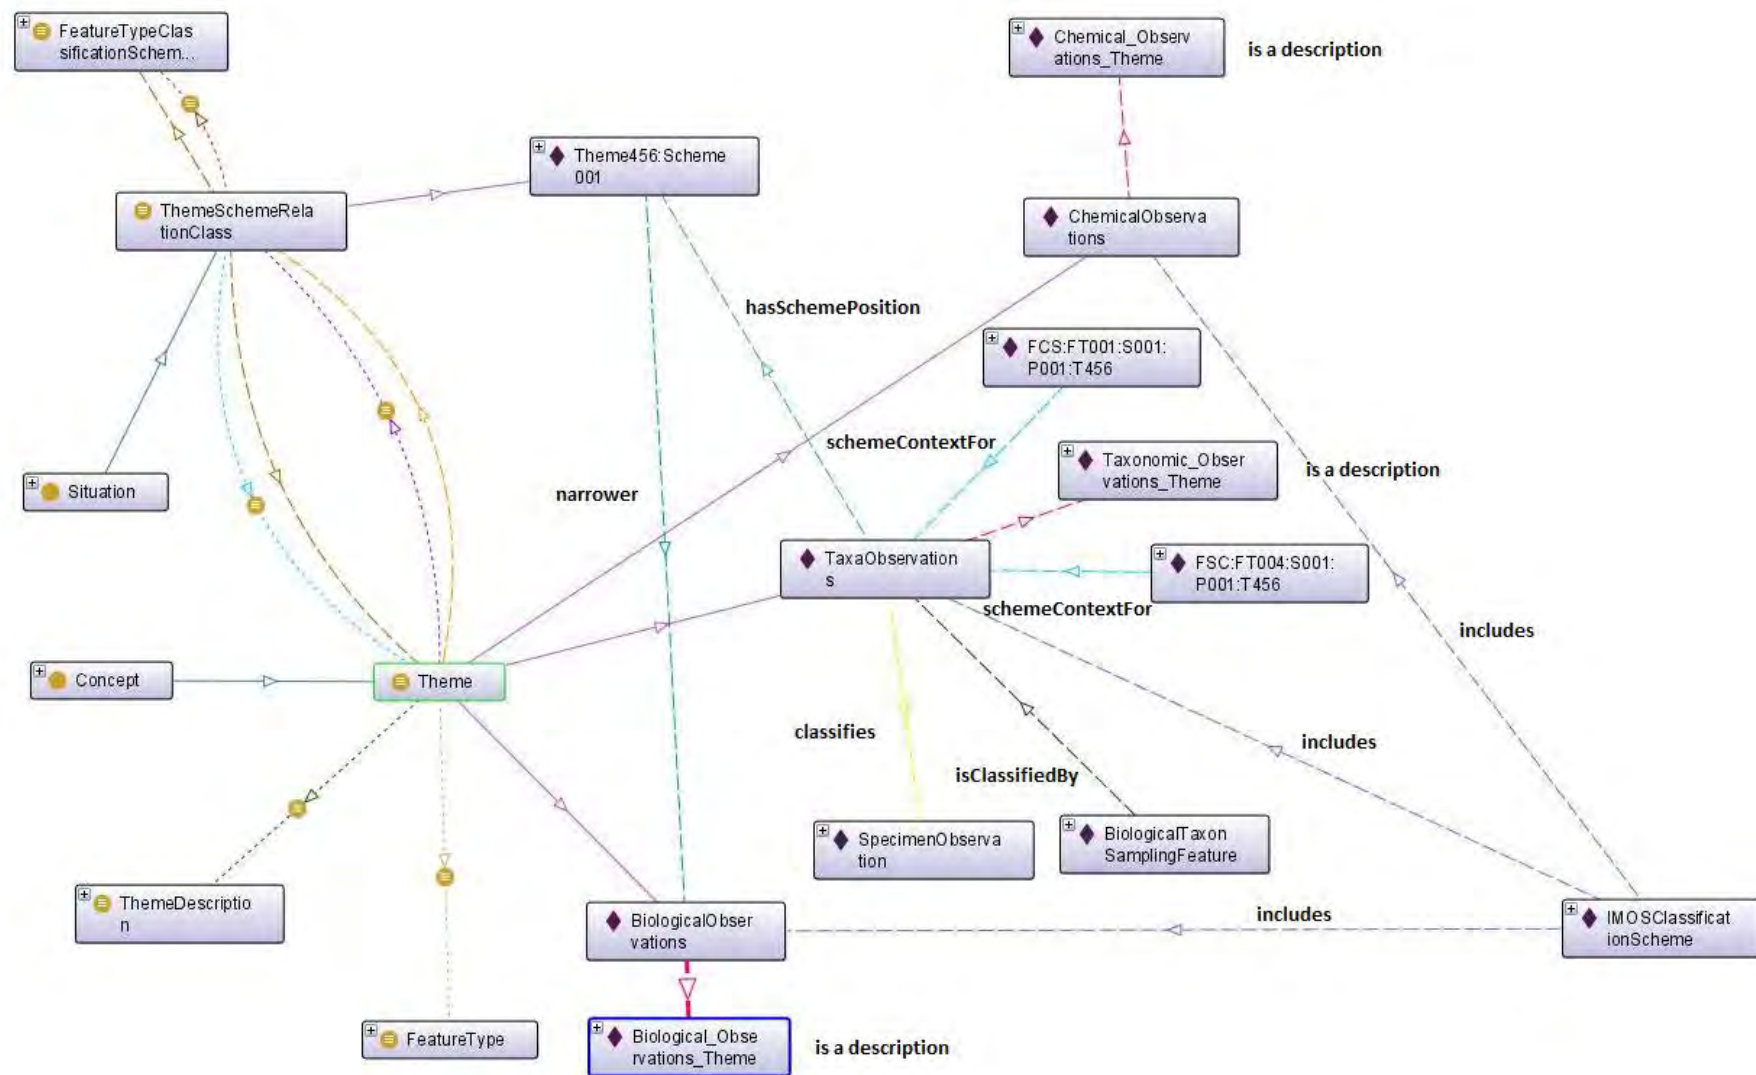 FeatureTypeClas
sificationSchem...
Chemical_Observ
ations_Theme
is a description
Theme456:Scheme
001
ThemeSchemeRela
tionClass
ChemicalObserva
tions
hasSchemePosition
FCS:FT001:S001:
P001:T456
schemeContextFor
Taxonomic_Obser
vations_Theme
is a description
Situation
narrower
TaxaObservation
s
FSC:FT004:S001:
P001:T456
schemeContextFor
includes
Concept
Theme
classifies
includes
isClassifiedBy
SpecimenObserva
tion
BiologicalTaxon
SamplingFeature
ThemeDescriptio
n
BiologicalObser
vations
includes
IMOSClassificat
ionScheme
FeatureType
Biological_Obse
rvations_Theme
is a description